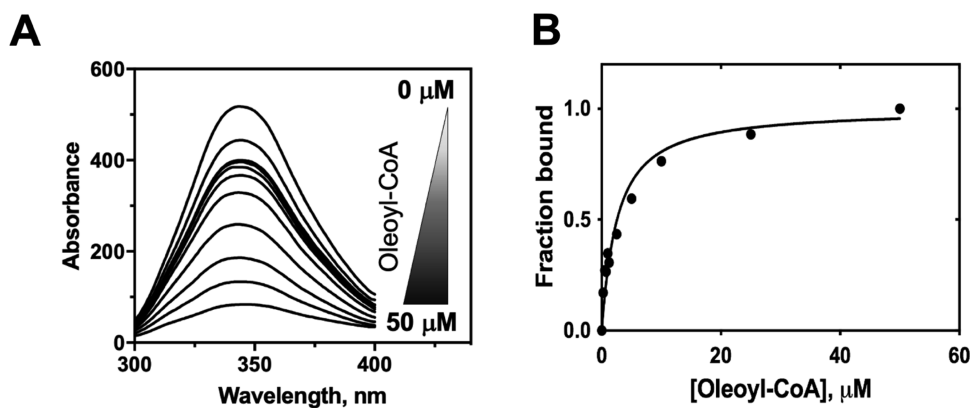 A
600
400
200
0
Absorbance
300
350
400
Wavelength, nm
0 μM
Oleoyl-CoA
50 μM
B
1.0
0.5
0.0
Fraction bound
0
20
40
60
[Oleoyl-CoA], μM